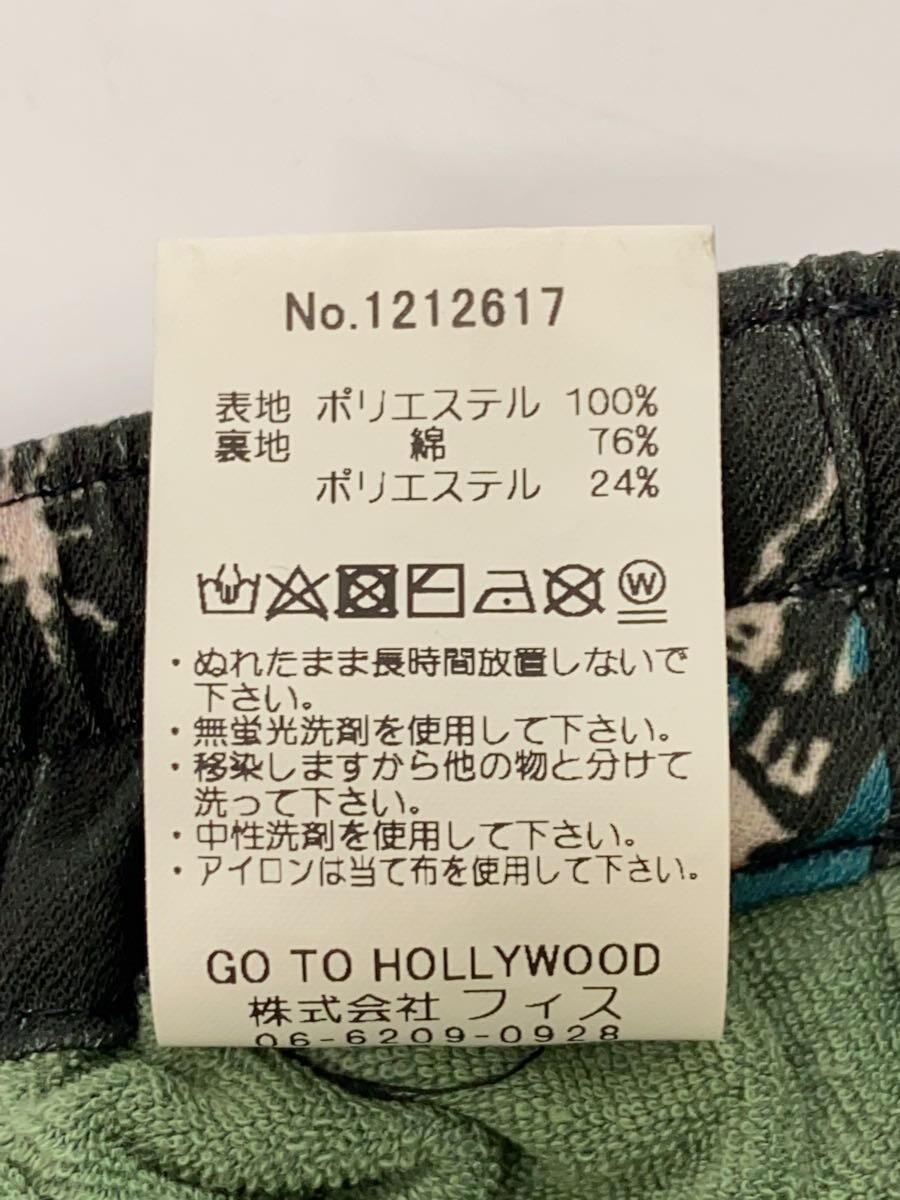 No.1212617
表地 ポリエステル 100%
裏地 綿 76%
ポリエステル 24%
W
・ぬれたまま長時間放置しないで
下さい。
・無蛍光洗剤を使用して下さい。
・移染しますから他の物と分けて
洗って下さい。
・中性洗剤を使用して下さい。
・アイロンは当て布を使用して下さい。
GO TO HOLLYWOOD
株式会社 フィス
06-6209-0928